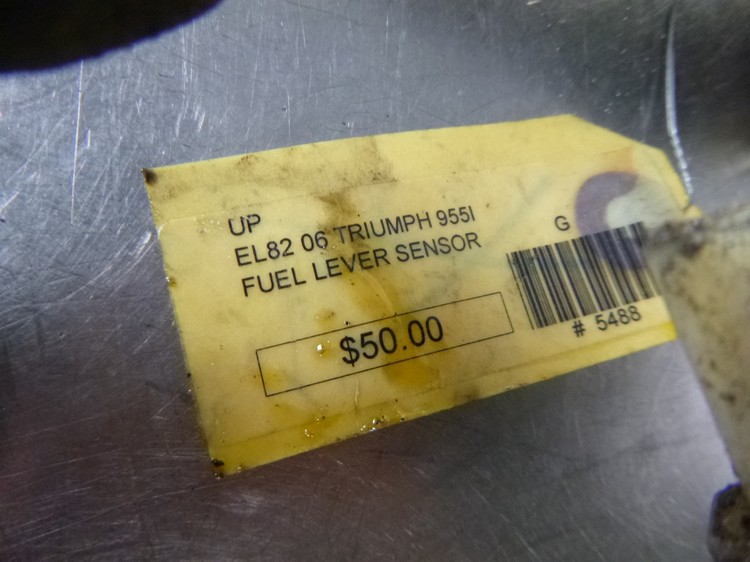 UP
EL82 06 TRIUMPH 955I
FUEL LEVER SENSOR
$50.00
G
# 5488